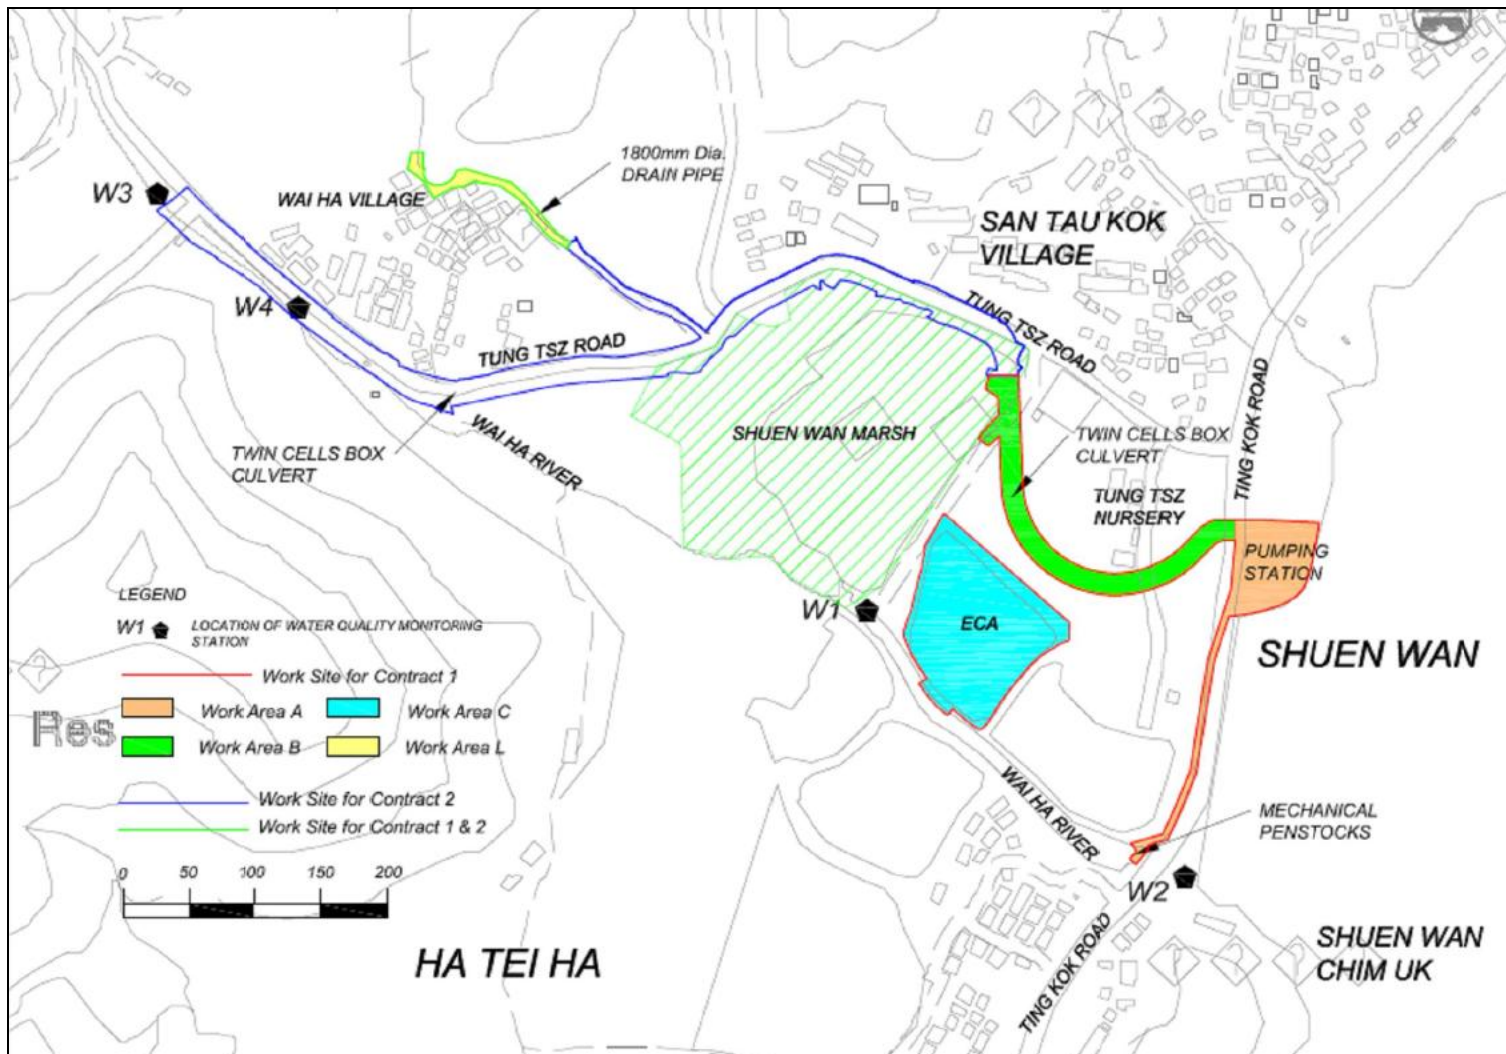 1800mm Dia.
DRAIN PIPE
W3
WAI HA VILLAGE
SAN TAU KOK
VILLAGE
W4
TUNG TSZ ROAD
TUNG TSZ ROAD
TING KOK ROAD
SHUEN WAN MARSH
TWIN CELLS BOX
CULVERT
WAI HA RIVER
TWIN CELLS BOX
CULVERT
TUNG TSZ
NURSERY
PUMPING
STATION
W1
ECA
SHUEN WAN
LEGEND
W1 LOCATION OF WATER QUALITY MONITORING
STATION
Work Site for Contract 1
Work Area A
Work Area C
Res
Work Area B
Work Area L
Work Site for Contract 2
Work Site for Contract 1 & 2
0 50 100 150 200
WAI HA RIVER
MECHANICAL
PENSTOCKS
W2
HA TEI HA
TING KOK ROAD
SHUEN WAN
CHIM UK